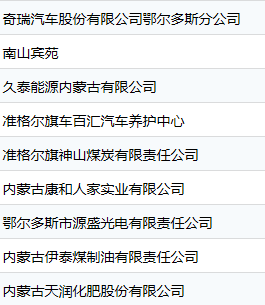 奇瑞汽车股份有限公司鄂尔多斯分公司
南山宾苑
久泰能源内蒙古有限公司
准格尔旗车百汇汽车养护中心
准格尔旗神山煤炭有限责任公司
内蒙古康和人家实业有限公司
鄂尔多斯市源盛光电有限责任公司
内蒙古伊泰煤制油有限责任公司
内蒙古天润化肥股份有限公司